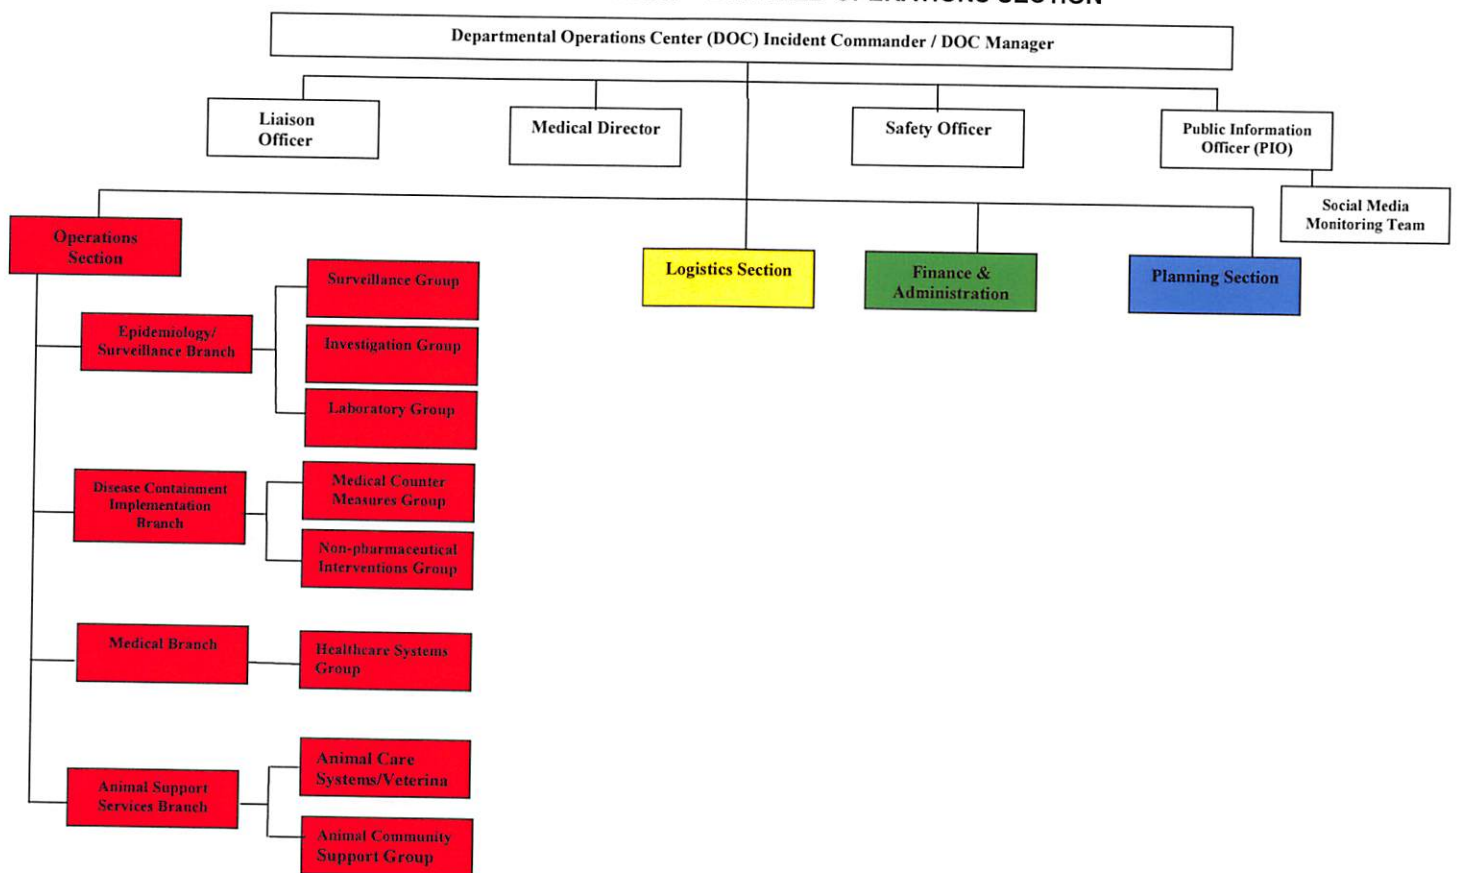 OPERATIONS SECTION
Departmental Operations Center (DOC) Incident Commander / DOC Manager
Liaison
Officer
Medical Director
Safety Officer
Public Information
Officer (PIO)
Social Media
Monitoring Team
Operations
Section
Logistics Section
Finance &
Administration
Planning Section
Epidemiology/
Surveillance Branch
Surveillance Group
Investigation Group
Laboratory Group
Disease Containment
Implementation
Branch
Medical Counter
Measures Group
Non-pharmaceutical
Interventions Group
Medical Branch
Healthcare Systems
Group
Animal Support
Services Branch
Animal Care
Systems/Veterina
Animal Community
Support Group